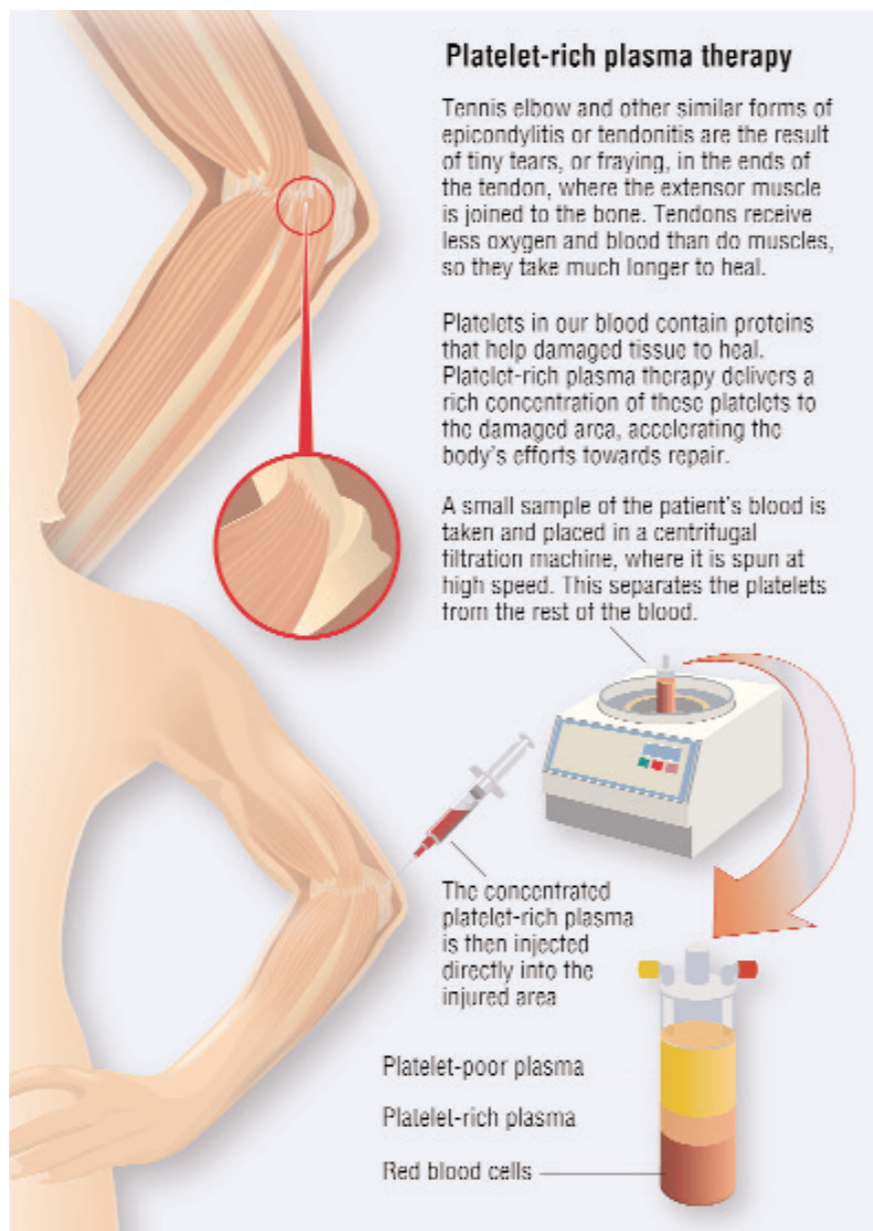 Platelet-rich plasma therapy
Tennis elbow and other similar forms of
epicondylitis or tendonitis are the result
of tiny tears, or fraying, in the ends of
the tendon, where the extensor muscle
is joined to the bone. Tendons receive
less oxygen and blood than do muscles,
so they take much longer to heal.
Platelets in our blood contain proteins
that help damaged tissue to heal.
Platelet-rich plasma therapy delivers a
rich concentration of these platelets to
the damaged area, accelerating the
body's efforts towards repair.
A small sample of the patient's blood is
taken and placed in a centrifugal
filtration machine, where it is spun at
high speed. This separates the platelets
from the rest of the blood.
The concentrated
platelet-rich plasma
is then injected
directly into the
injured area
Platelet-poor plasma
Platelet-rich plasma
Red blood cells